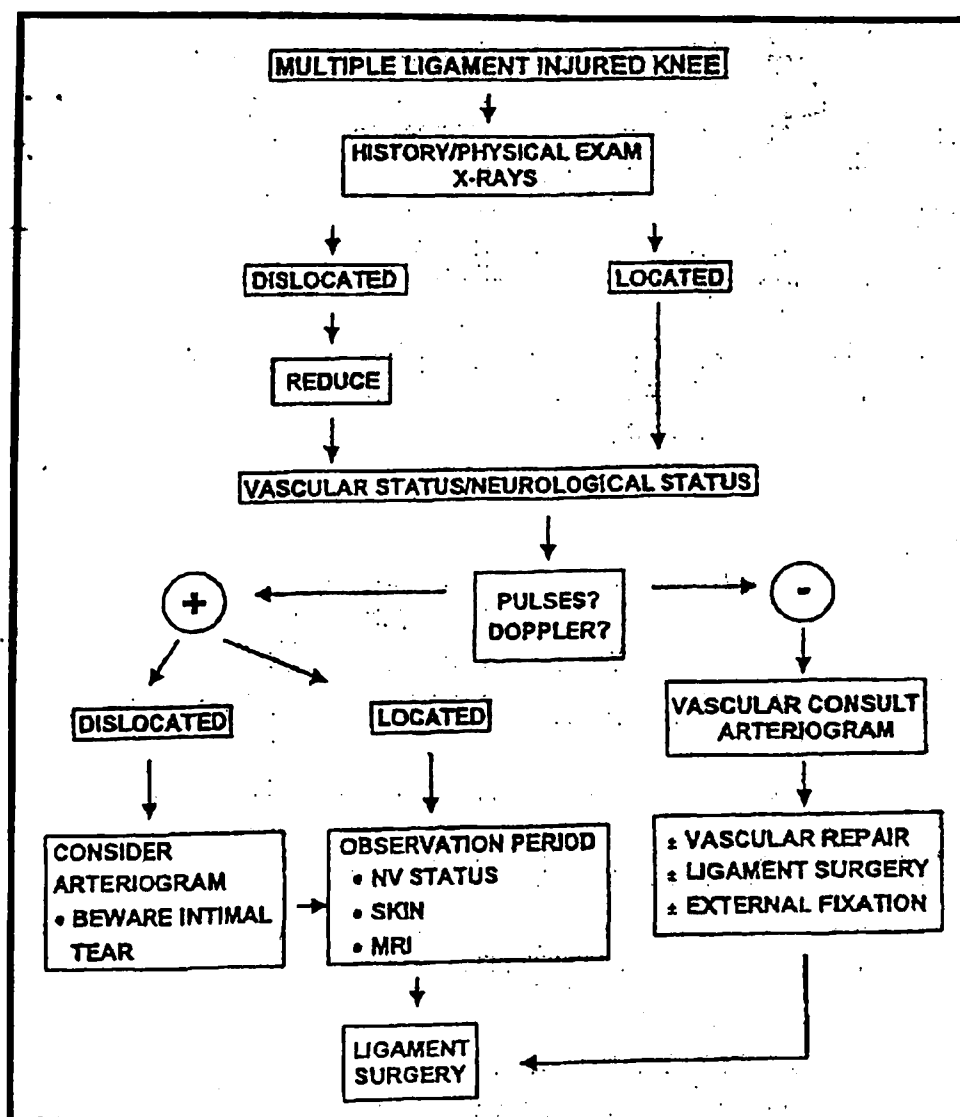 MULTIPLE LIGAMENT INJURED KNEE
HISTORY/PHYSICAL EXAM
X-RAYS
DISLOCATED
LOCATED
REDUCE
VASCULAR STATUS/NEUROLOGICAL STATUS
PULSES?
DOPPLER?
+
-
DISLOCATED
LOCATED
VASCULAR CONSULT
ARTERIOGRAM
CONSIDER
ARTERIOGRAM
• BEWARE INTIMAL
TEAR
OBSERVATION PERIOD
• NV STATUS
• SKIN
• MRI
± VASCULAR REPAIR
± LIGAMENT SURGERY
± EXTERNAL FIXATION
LIGAMENT
SURGERY